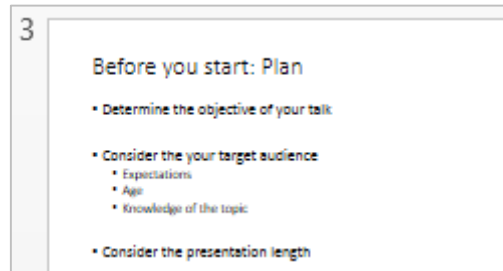 3
Before you start: Plan
▪ Determine the objective of your talk
▪ Consider the your target audience
▪ Expectations
▪ Age
▪ Knowledge of the topic
▪ Consider the presentation length